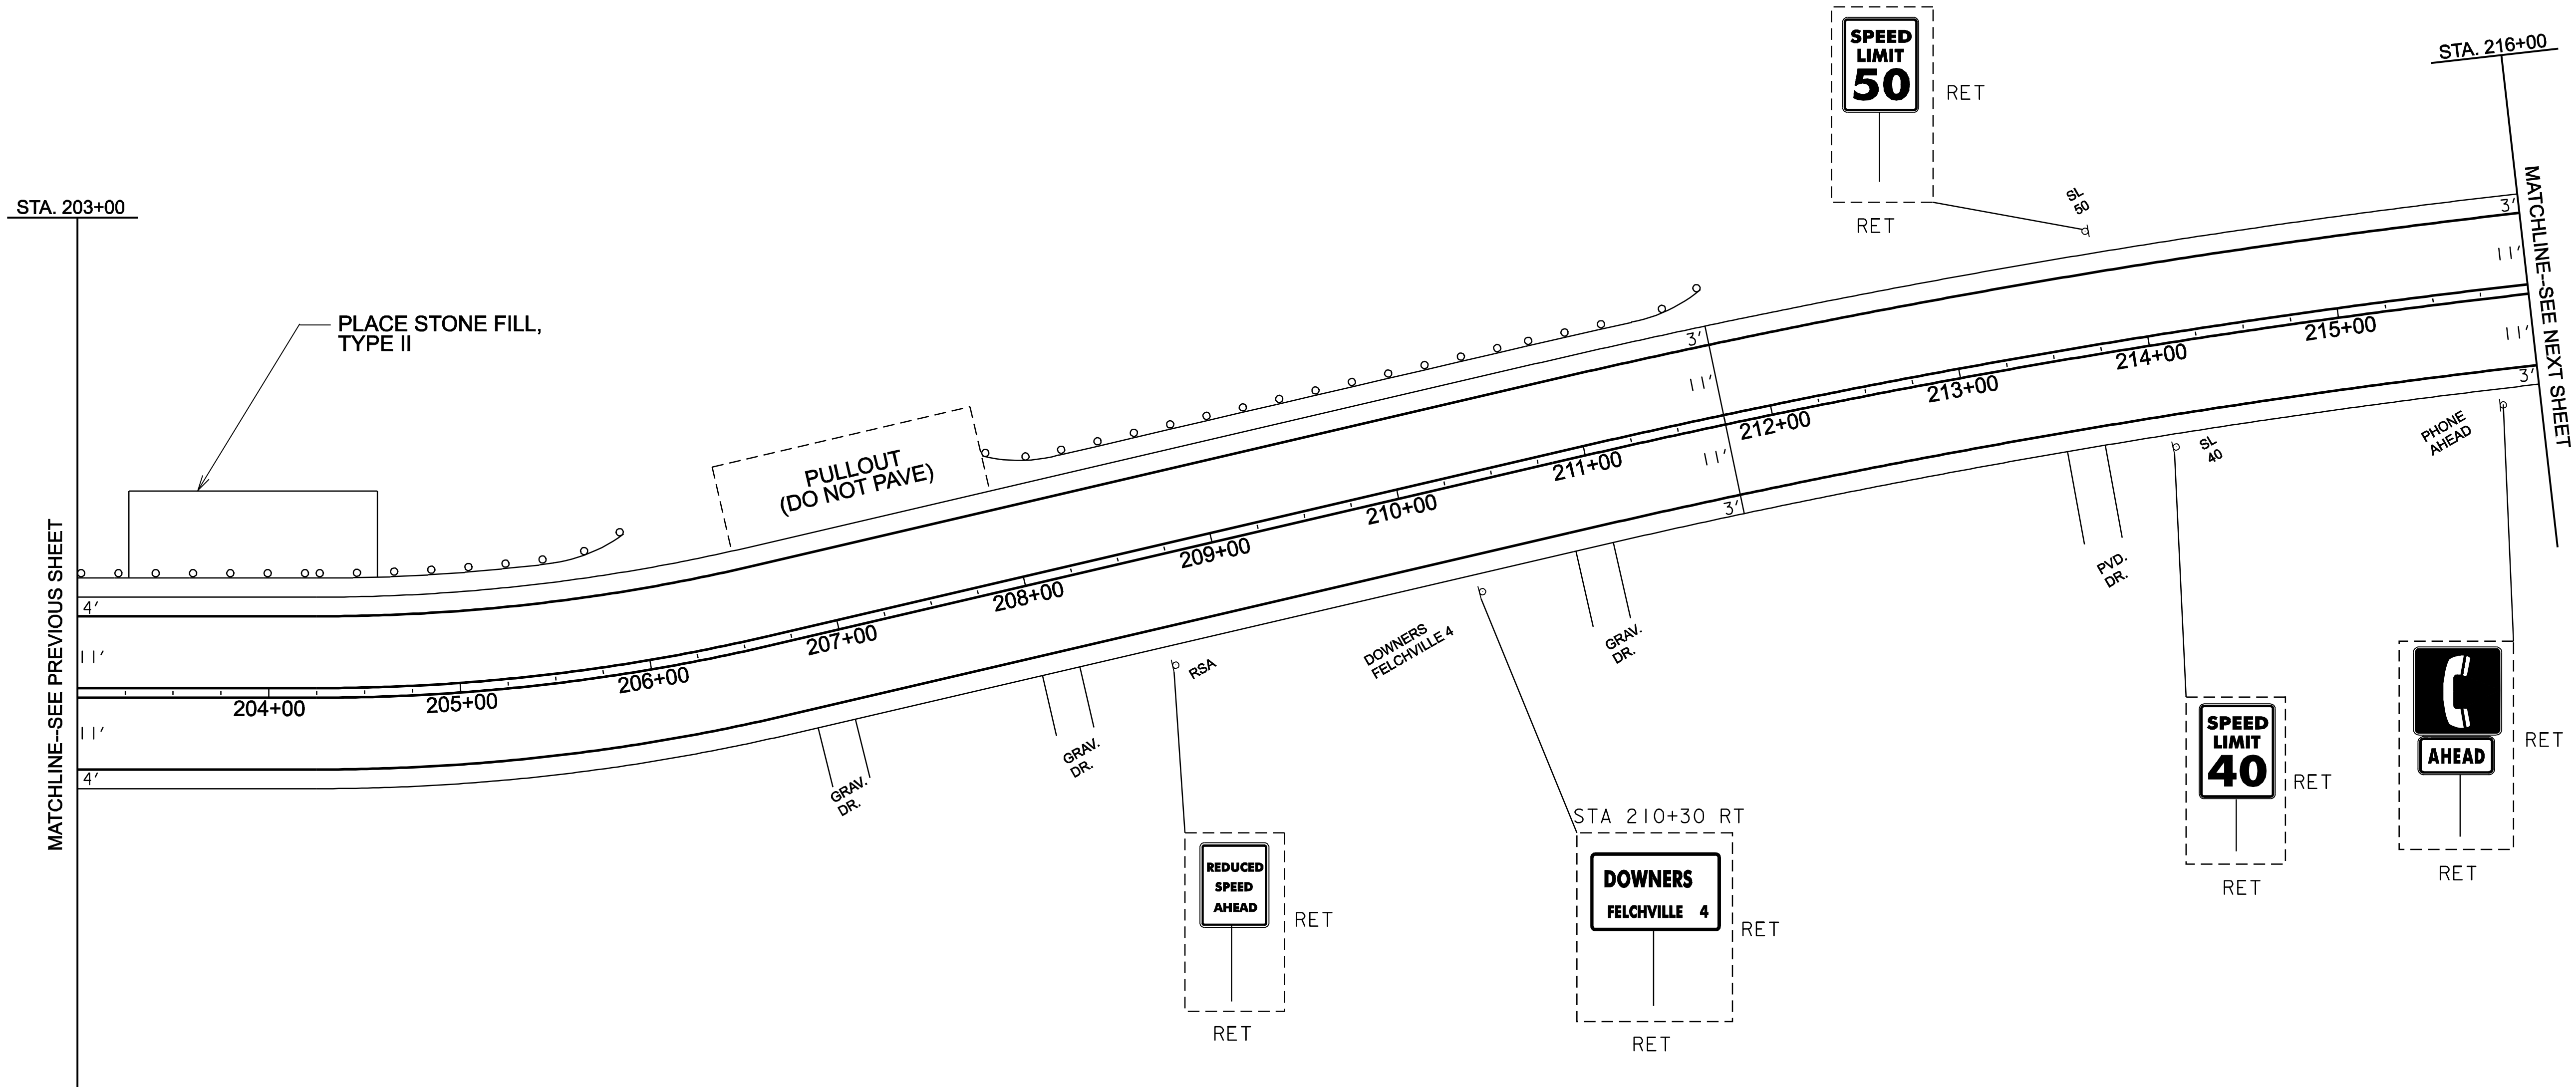 SPEED
LIMIT
50
RET
RET
STA. 216+00
STA. 203+00
SL
50
MATCHLINE--SEE NEXT SHEET
3'
11'
11'
3'
PLACE STONE FILL,
TYPE II
PULLOUT
(DO NOT PAVE)
3'
11'
11'
3'
MATCHLINE--SEE PREVIOUS SHEET
4'
11'
11'
4'
204+00
205+00
206+00
207+00
208+00
209+00
210+00
211+00
212+00
213+00
214+00
215+00
GRAV.
DR.
GRAV.
DR.
RSA
DOWNERS
FELCHVILLE 4
GRAV.
DR.
PVD.
DR.
SL
40
PHONE
AHEAD
REDUCED
SPEED
AHEAD
RET
RET
STA 210+30 RT
DOWNERS
FELCHVILLE 4
RET
RET
SPEED
LIMIT
40
RET
RET
AHEAD
RET
RET